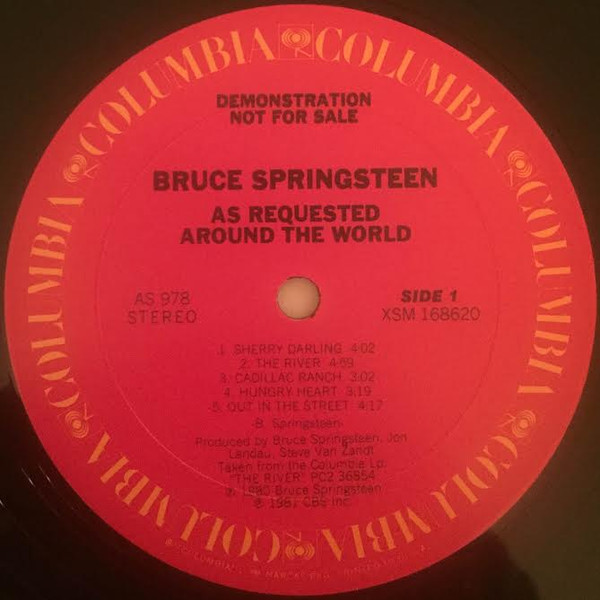 COLUMBIA COLUMBIA COLUMBIA COLUMBIA COLUMBIA COLUMBIA COLUMBIA COLUMBIA
DEMONSTRATION
NOT FOR SALE
BRUCE SPRINGSTEEN
AS REQUESTED
AROUND THE WORLD
AS 978
STEREO
SIDE 1
XSM 168620
1. SHERRY DARLING 4:02
2. THE RIVER 4:59
3. CADILLAC RANCH 3:02
4. HUNGRY HEART 3:19
5. OUT IN THE STREET 4:17
-B. Springsteen-
Produced by Bruce Springsteen, Jon
Landau, Steve Van Zandt
Taken from the Columbia Lp:
"THE RIVER" PC2 36854
℗ 1980 Bruce Springsteen
℗ 1981 CBS Inc.